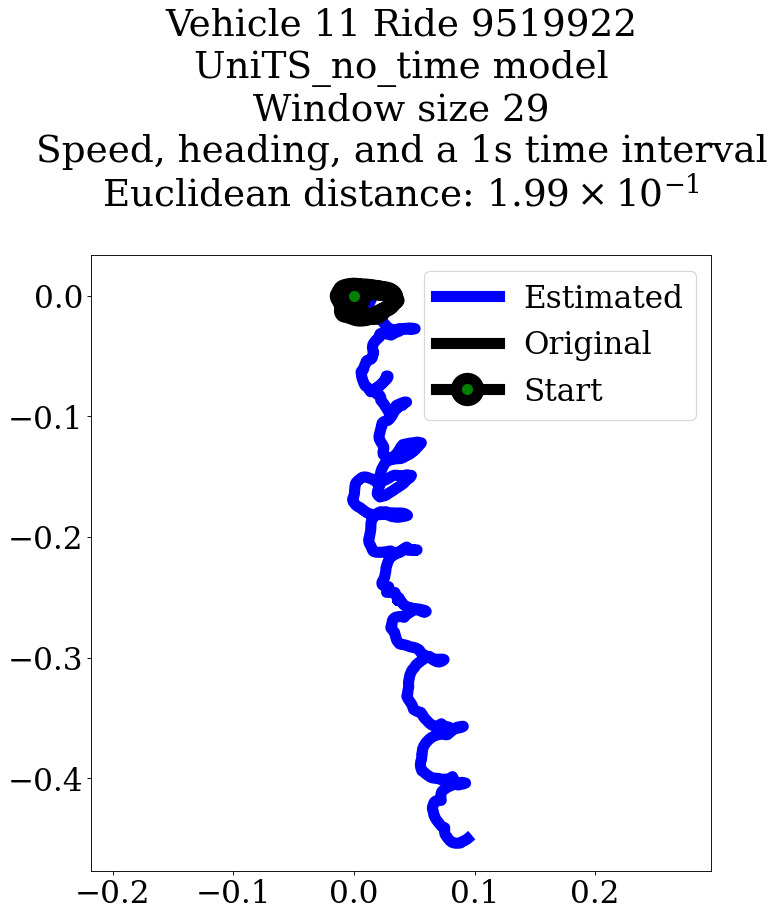 Vehicle 11 Ride 9519922
UniTS_no_time model
Window size 29
Speed, heading, and a 1s time interval
Euclidean distance: 1.99 × 10⁻¹
Estimated
Original
Start
0.0
−0.1
−0.2
−0.3
−0.4
−0.2 −0.1 0.0 0.1 0.2